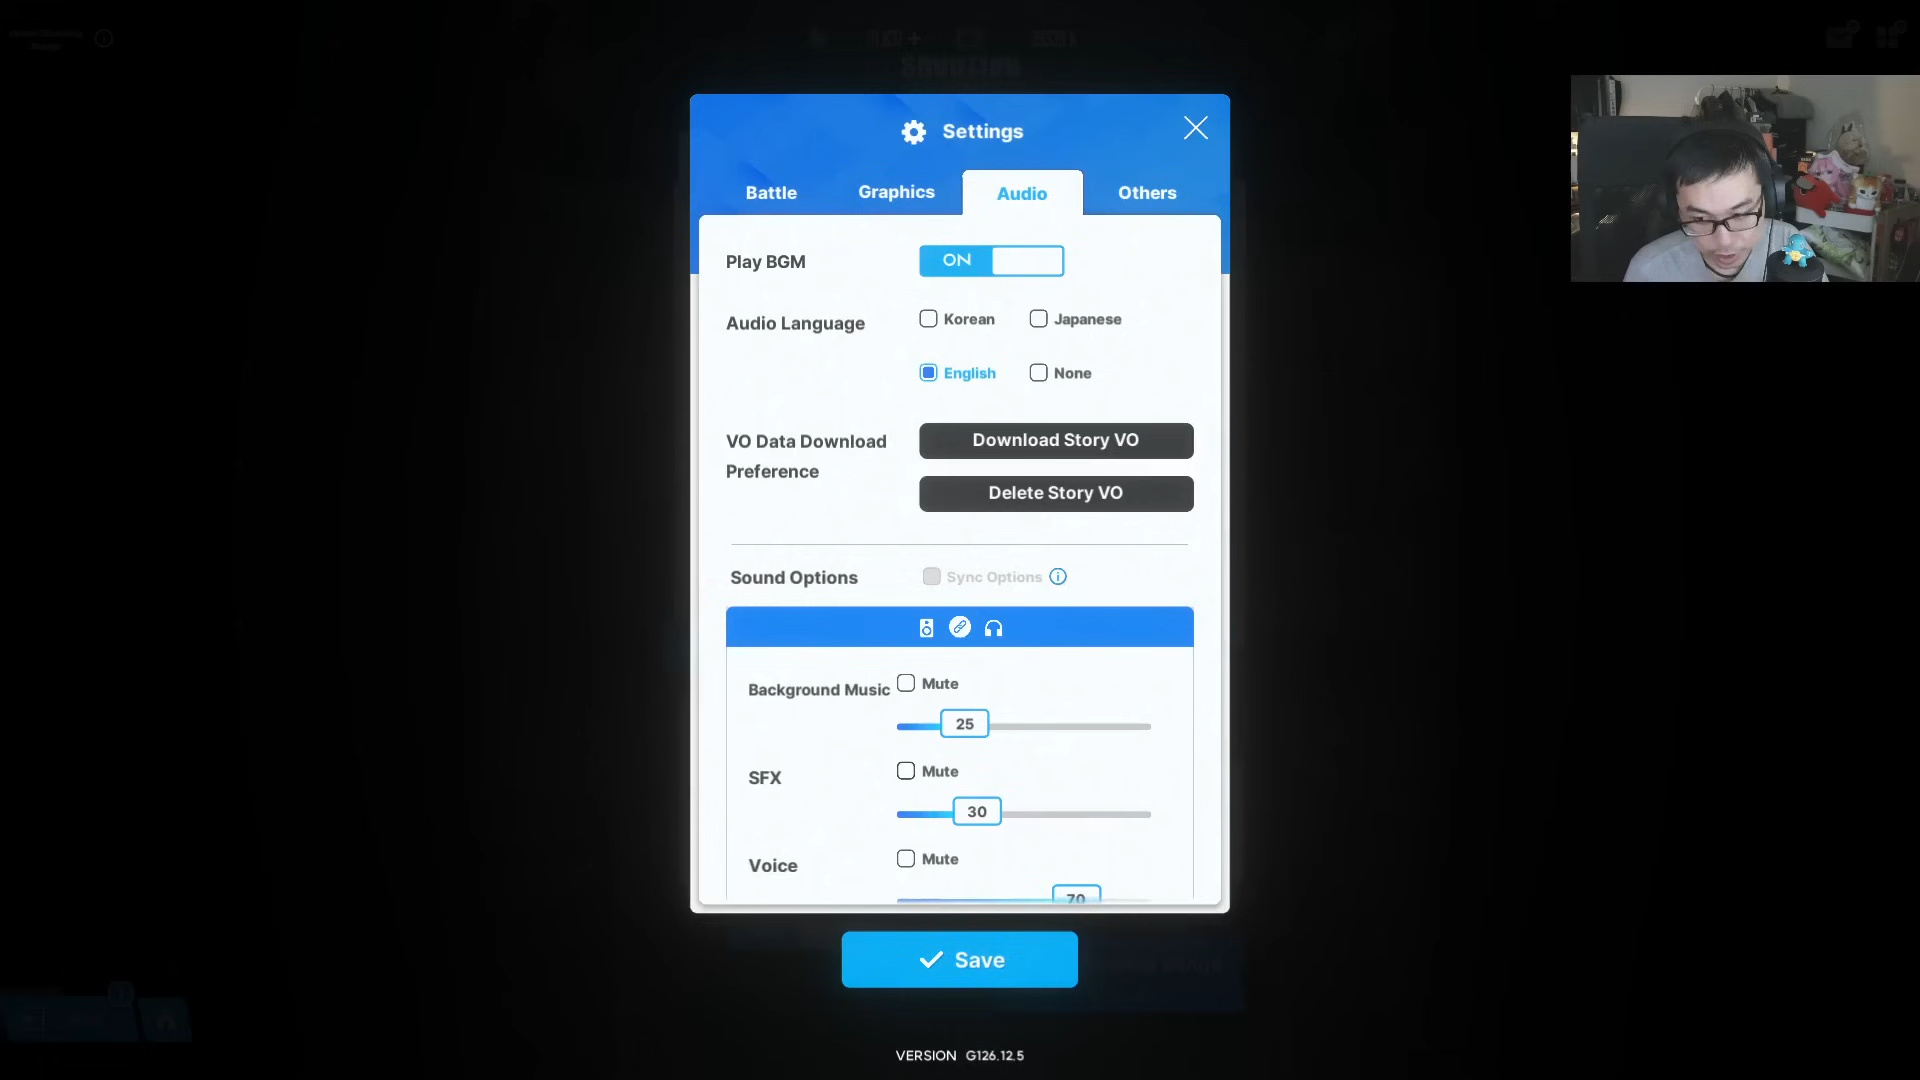 Settings
Battle
Graphics
Audio
Others
Play BGM
ON
Audio Language
Korean
Japanese
English
None
VO Data Download
Preference
Download Story VO
Delete Story VO
Sound Options
Sync Options
Background Music
Mute
25
SFX
Mute
30
Voice
Mute
70
Save
VERSION G126.12.5